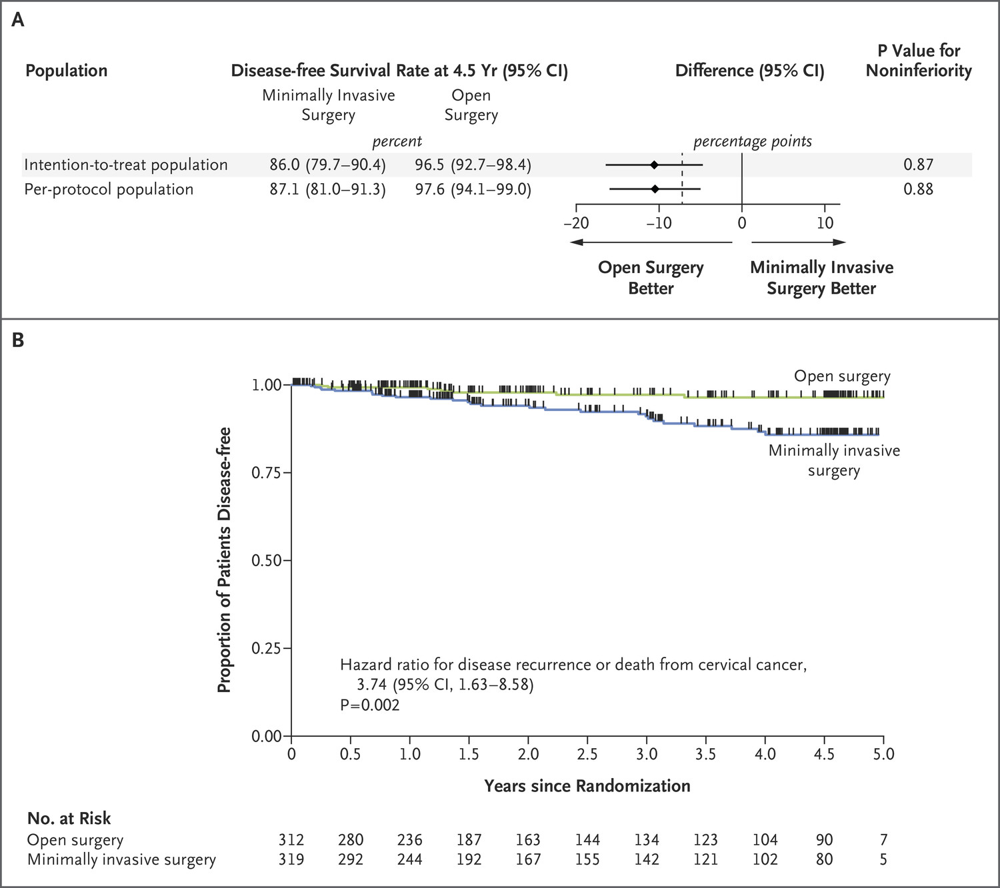 A
Population Disease-free Survival Rate at 4.5 Yr (95% CI) Difference (95% CI) P Value for Noninferiority
Minimally Invasive Surgery Open Surgery
percent percentage points
Intention-to-treat population 86.0 (79.7–90.4) 96.5 (92.7–98.4) 0.87
Per-protocol population 87.1 (81.0–91.3) 97.6 (94.1–99.0) 0.88
–20 –10 0 10
Open Surgery Better Minimally Invasive Surgery Better
B
Proportion of Patients Disease-free
1.00
0.75
0.50
0.25
0.00
Open surgery
Minimally invasive
surgery
Hazard ratio for disease recurrence or death from cervical cancer,
3.74 (95% CI, 1.63–8.58)
P=0.002
0 0.5 1.0 1.5 2.0 2.5 3.0 3.5 4.0 4.5 5.0
Years since Randomization
No. at Risk
Open surgery 312 280 236 187 163 144 134 123 104 90 7
Minimally invasive surgery 319 292 244 192 167 155 142 121 102 80 5